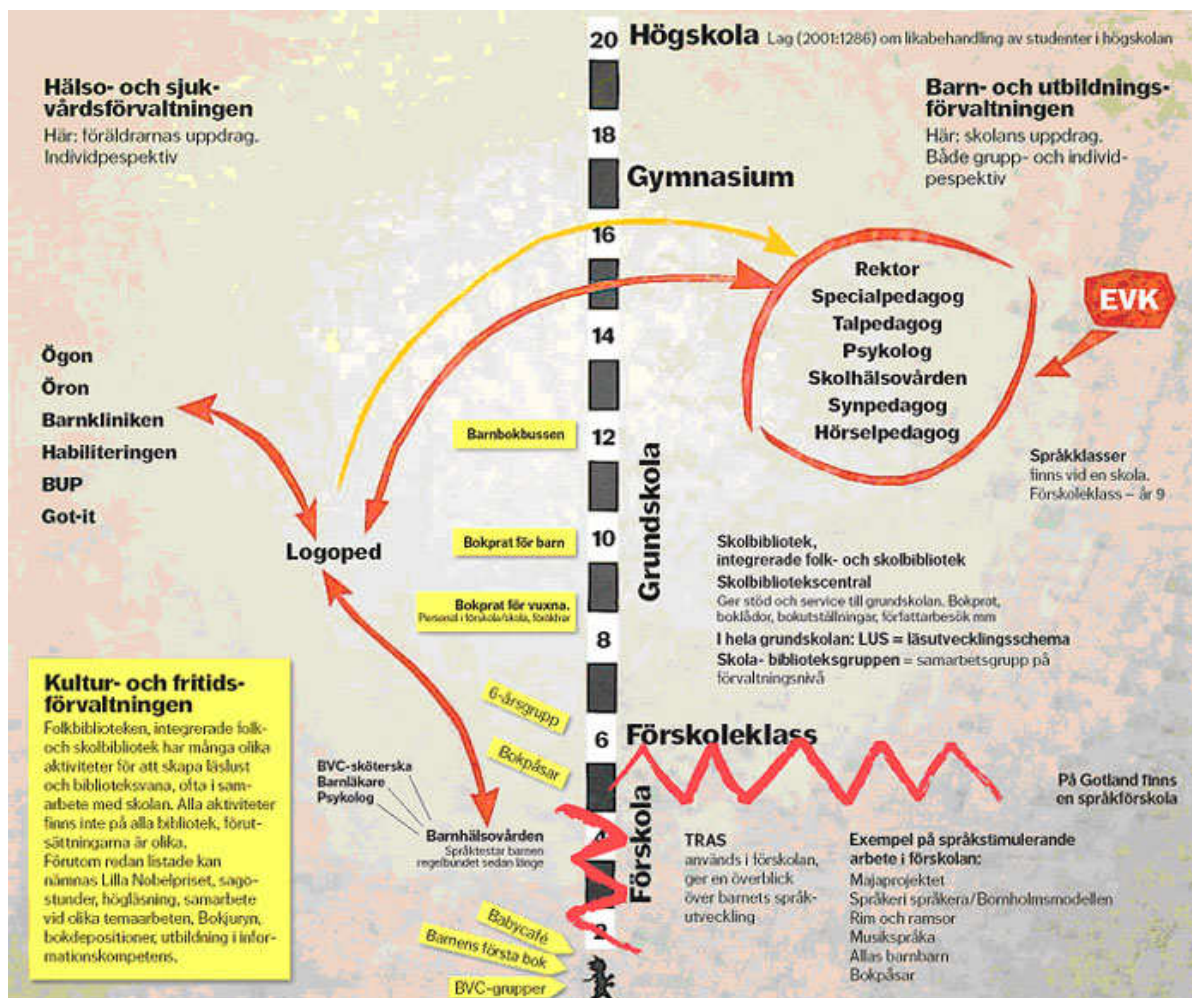 20 Högskola Lag (2001:1286) om likabehandling av studenter i högskolan
Hälso- och sjuk-
vårdsförvaltningen
Här: föräldrarnas uppdrag.
Individpespektiv
Barn- och utbildnings-
förvaltningen
Här: skolans uppdrag.
Både grupp- och individ-
pespektiv
18
Gymnasium
16
Rektor
Specialpedagog
Talpedagog
Psykolog
Skolhälsovården
Synpedagog
Hörselpedagog
EVK
14
Ögon
Öron
Barnkliniken
Habiliteringen
BUP
Got-it
Logoped
Barnbokbussen
12
Språkklasser
finns vid en skola.
Förskoleklass – år 9
Grundskola
Bokprat för barn
10
Bokprat för vuxna.
Personal i förskola/skola, föräldrar
8
Skolbibliotek,
integrerade folk- och skolbibliotek
Skolbibliotekscentral
Ger stöd och service till grundskolan. Bokprat,
boklådor, bokutställningar, författarbesök mm
I hela grundskolan: LUS = läsutvecklingsschema
Skola- biblioteksgruppen = samarbetsgrupp på
förvaltningsnivå
Kultur- och fritids-
förvaltningen
Folkbiblioteken, integrerade folk-
och skolbibliotek har många olika
aktiviteter för att skapa läslust
och biblioteksvana, ofta i sam-
arbete med skolan. Alla aktiviteter
finns inte på alla bibliotek, förut-
sättningarna är olika.
Förutom redan listade kan
nämnas Lilla Nobelpriset, sago-
stunder, högläsning, samarbete
vid olika temaarbeten, Bokjuryn,
bokdepositioner, utbildning i infor-
mationskompetens.
6-årsgrupp
Bokpåsar
6 Förskoleklass
BVC-sköterska
Barnläkare
Psykolog
Barnhälsovården
Språktestar barnen
regelbundet sedan länge
På Gotland finns
en språkförskola
4
Förskola
TRAS
används i förskolan,
ger en överblick
över barnets språk-
utveckling
Exempel på språkstimulerande
arbete i förskolan:
Majaprojektet
Språkeri språkera/Bornholmsmodellen
Rim och ramsor
Musikspråka
Allas barnbarn
Bokpåsar
2
Babycafé
Barnens första bok
BVC-grupper